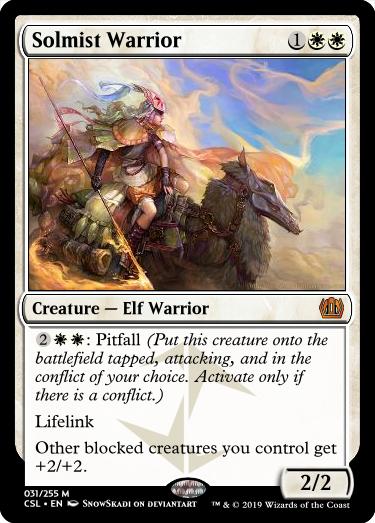 Solmist Warrior 1
Creature — Elf Warrior
2 : Pitfall (Put this creature onto the
battlefield tapped, attacking, and in the
conflict of your choice. Activate only if
there is a conflict.)
Lifelink
Other blocked creatures you control get
+2/+2.
2/2
031/255 M
CSL • EN SnowSkadi on deviantart ™ & © 2019 Wizards of the Coast